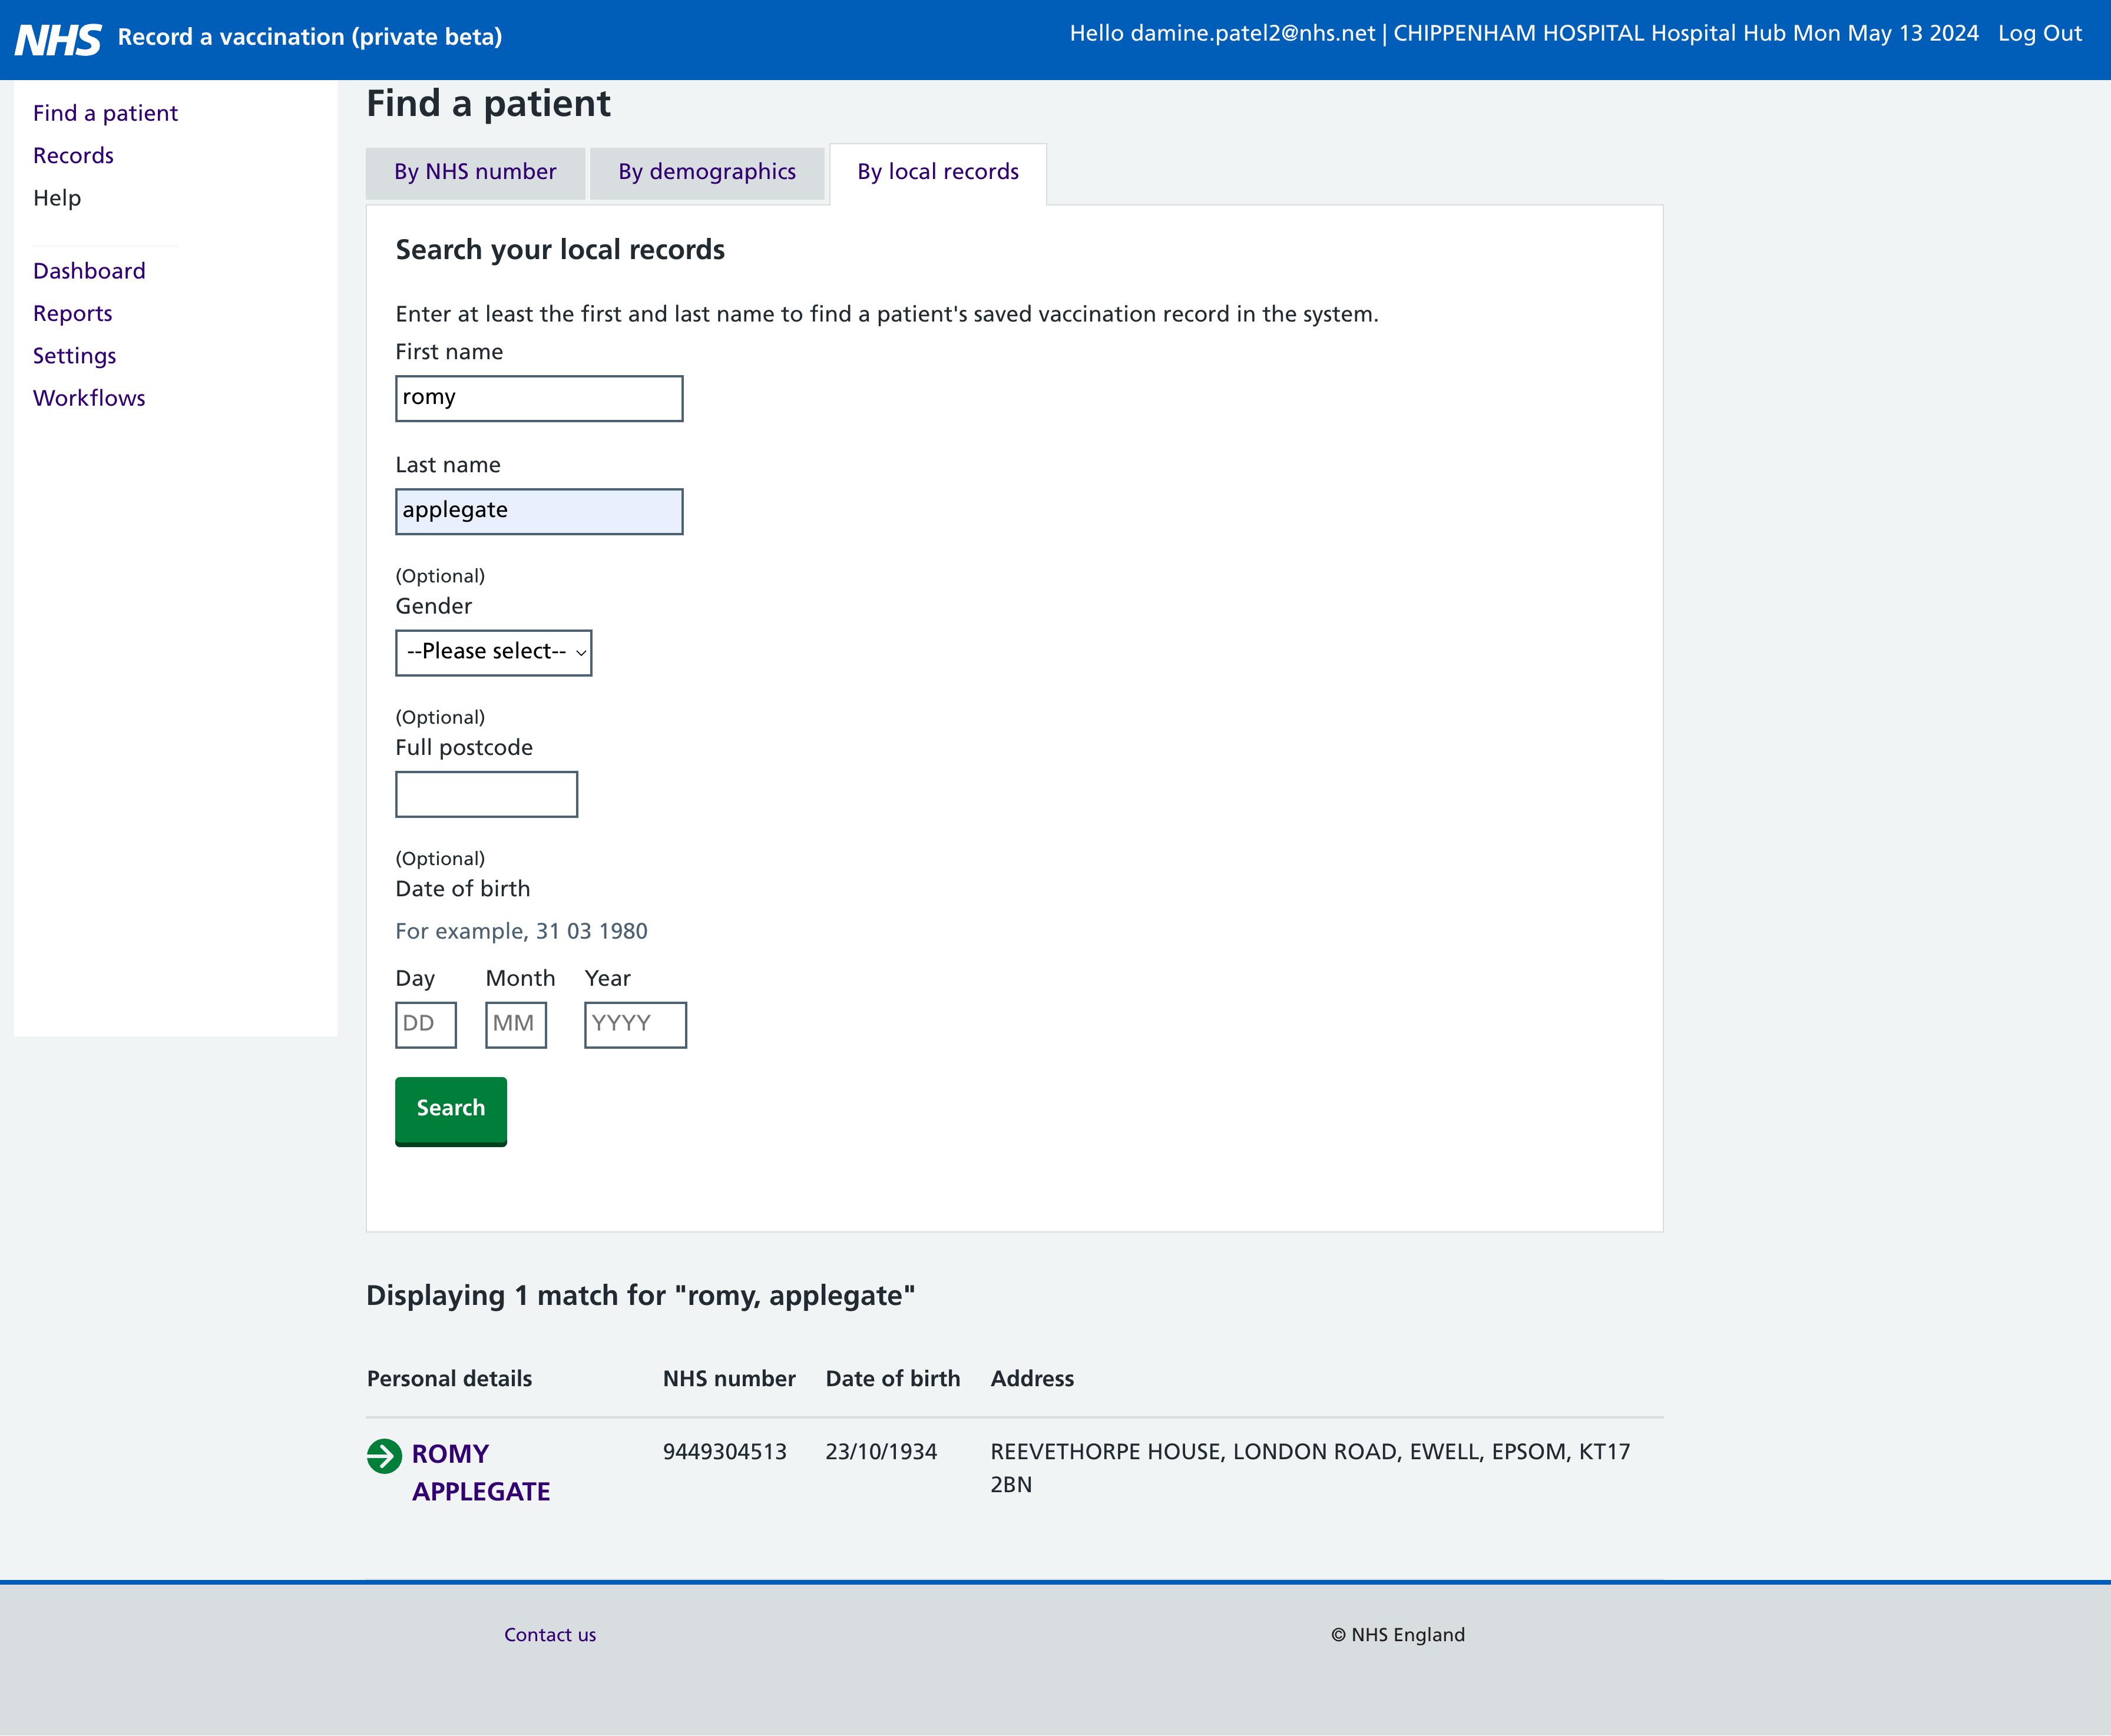 NHS Record a vaccination (private beta)
Hello damine.patel2@nhs.net | CHIPPENHAM HOSPITAL Hospital Hub Mon May 13 2024 Log Out
Find a patient
Records
Help
Dashboard
Reports
Settings
Workflows
Find a patient
By NHS number By demographics By local records
Search your local records
Enter at least the first and last name to find a patient's saved vaccination record in the system.
First name
romy
Last name
applegate
(Optional)
Gender
--Please select--
(Optional)
Full postcode
(Optional)
Date of birth
For example, 31 03 1980
Day Month Year
DD MM YYYY
Search
Displaying 1 match for "romy, applegate"
Personal details NHS number Date of birth Address
ROMY 9449304513 23/10/1934 REEVETHORPE HOUSE, LONDON ROAD, EWELL, EPSOM, KT17
APPLEGATE 2BN
Contact us © NHS England